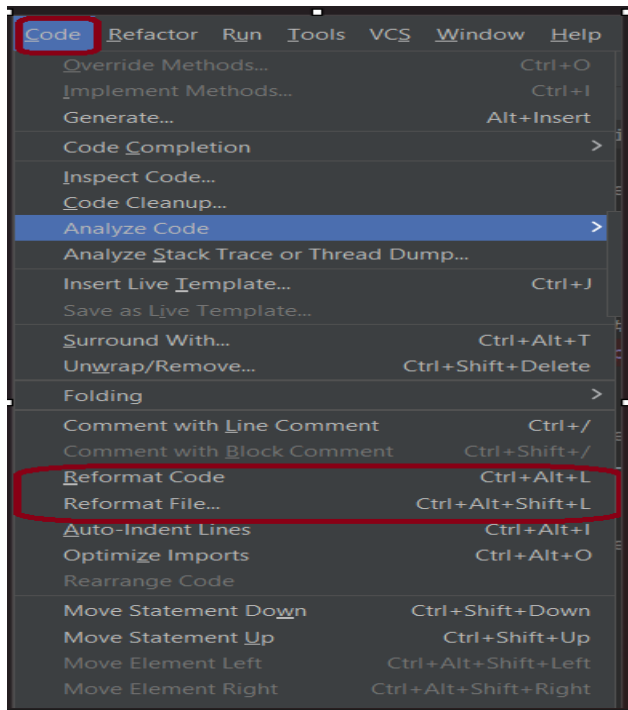 Code Refactor Run Tools VCS Window Help
Override Methods... Ctrl+O
Implement Methods... Ctrl+I
Generate... Alt+Insert
Code Completion >
Inspect Code...
Code Cleanup...
Analyze Code >
Analyze Stack Trace or Thread Dump...
Insert Live Template... Ctrl+J
Save as Live Template...
Surround With... Ctrl+Alt+T
Unwrap/Remove... Ctrl+Shift+Delete
Folding >
Comment with Line Comment Ctrl+/
Comment with Block Comment Ctrl+Shift+/
Reformat Code Ctrl+Alt+L
Reformat File... Ctrl+Alt+Shift+L
Auto-Indent Lines Ctrl+Alt+I
Optimize Imports Ctrl+Alt+O
Rearrange Code
Move Statement Down Ctrl+Shift+Down
Move Statement Up Ctrl+Shift+Up
Move Element Left Ctrl+Alt+Shift+Left
Move Element Right Ctrl+Alt+Shift+Right